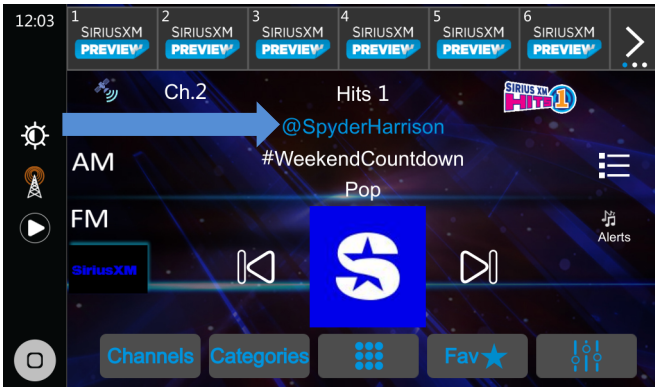 12:03
1 2 3 4 5 6
SIRIUSXM SIRIUSXM SIRIUSXM SIRIUSXM SIRIUSXM SIRIUSXM
PREVIEW PREVIEW PREVIEW PREVIEW PREVIEW PREVIEW
Ch.2 Hits 1 SIRIUS XM
HITS 1
@SpyderHarrison
AM #WeekendCountdown
Pop
FM
Alerts
SiriusXM S
Channels Categories Fav